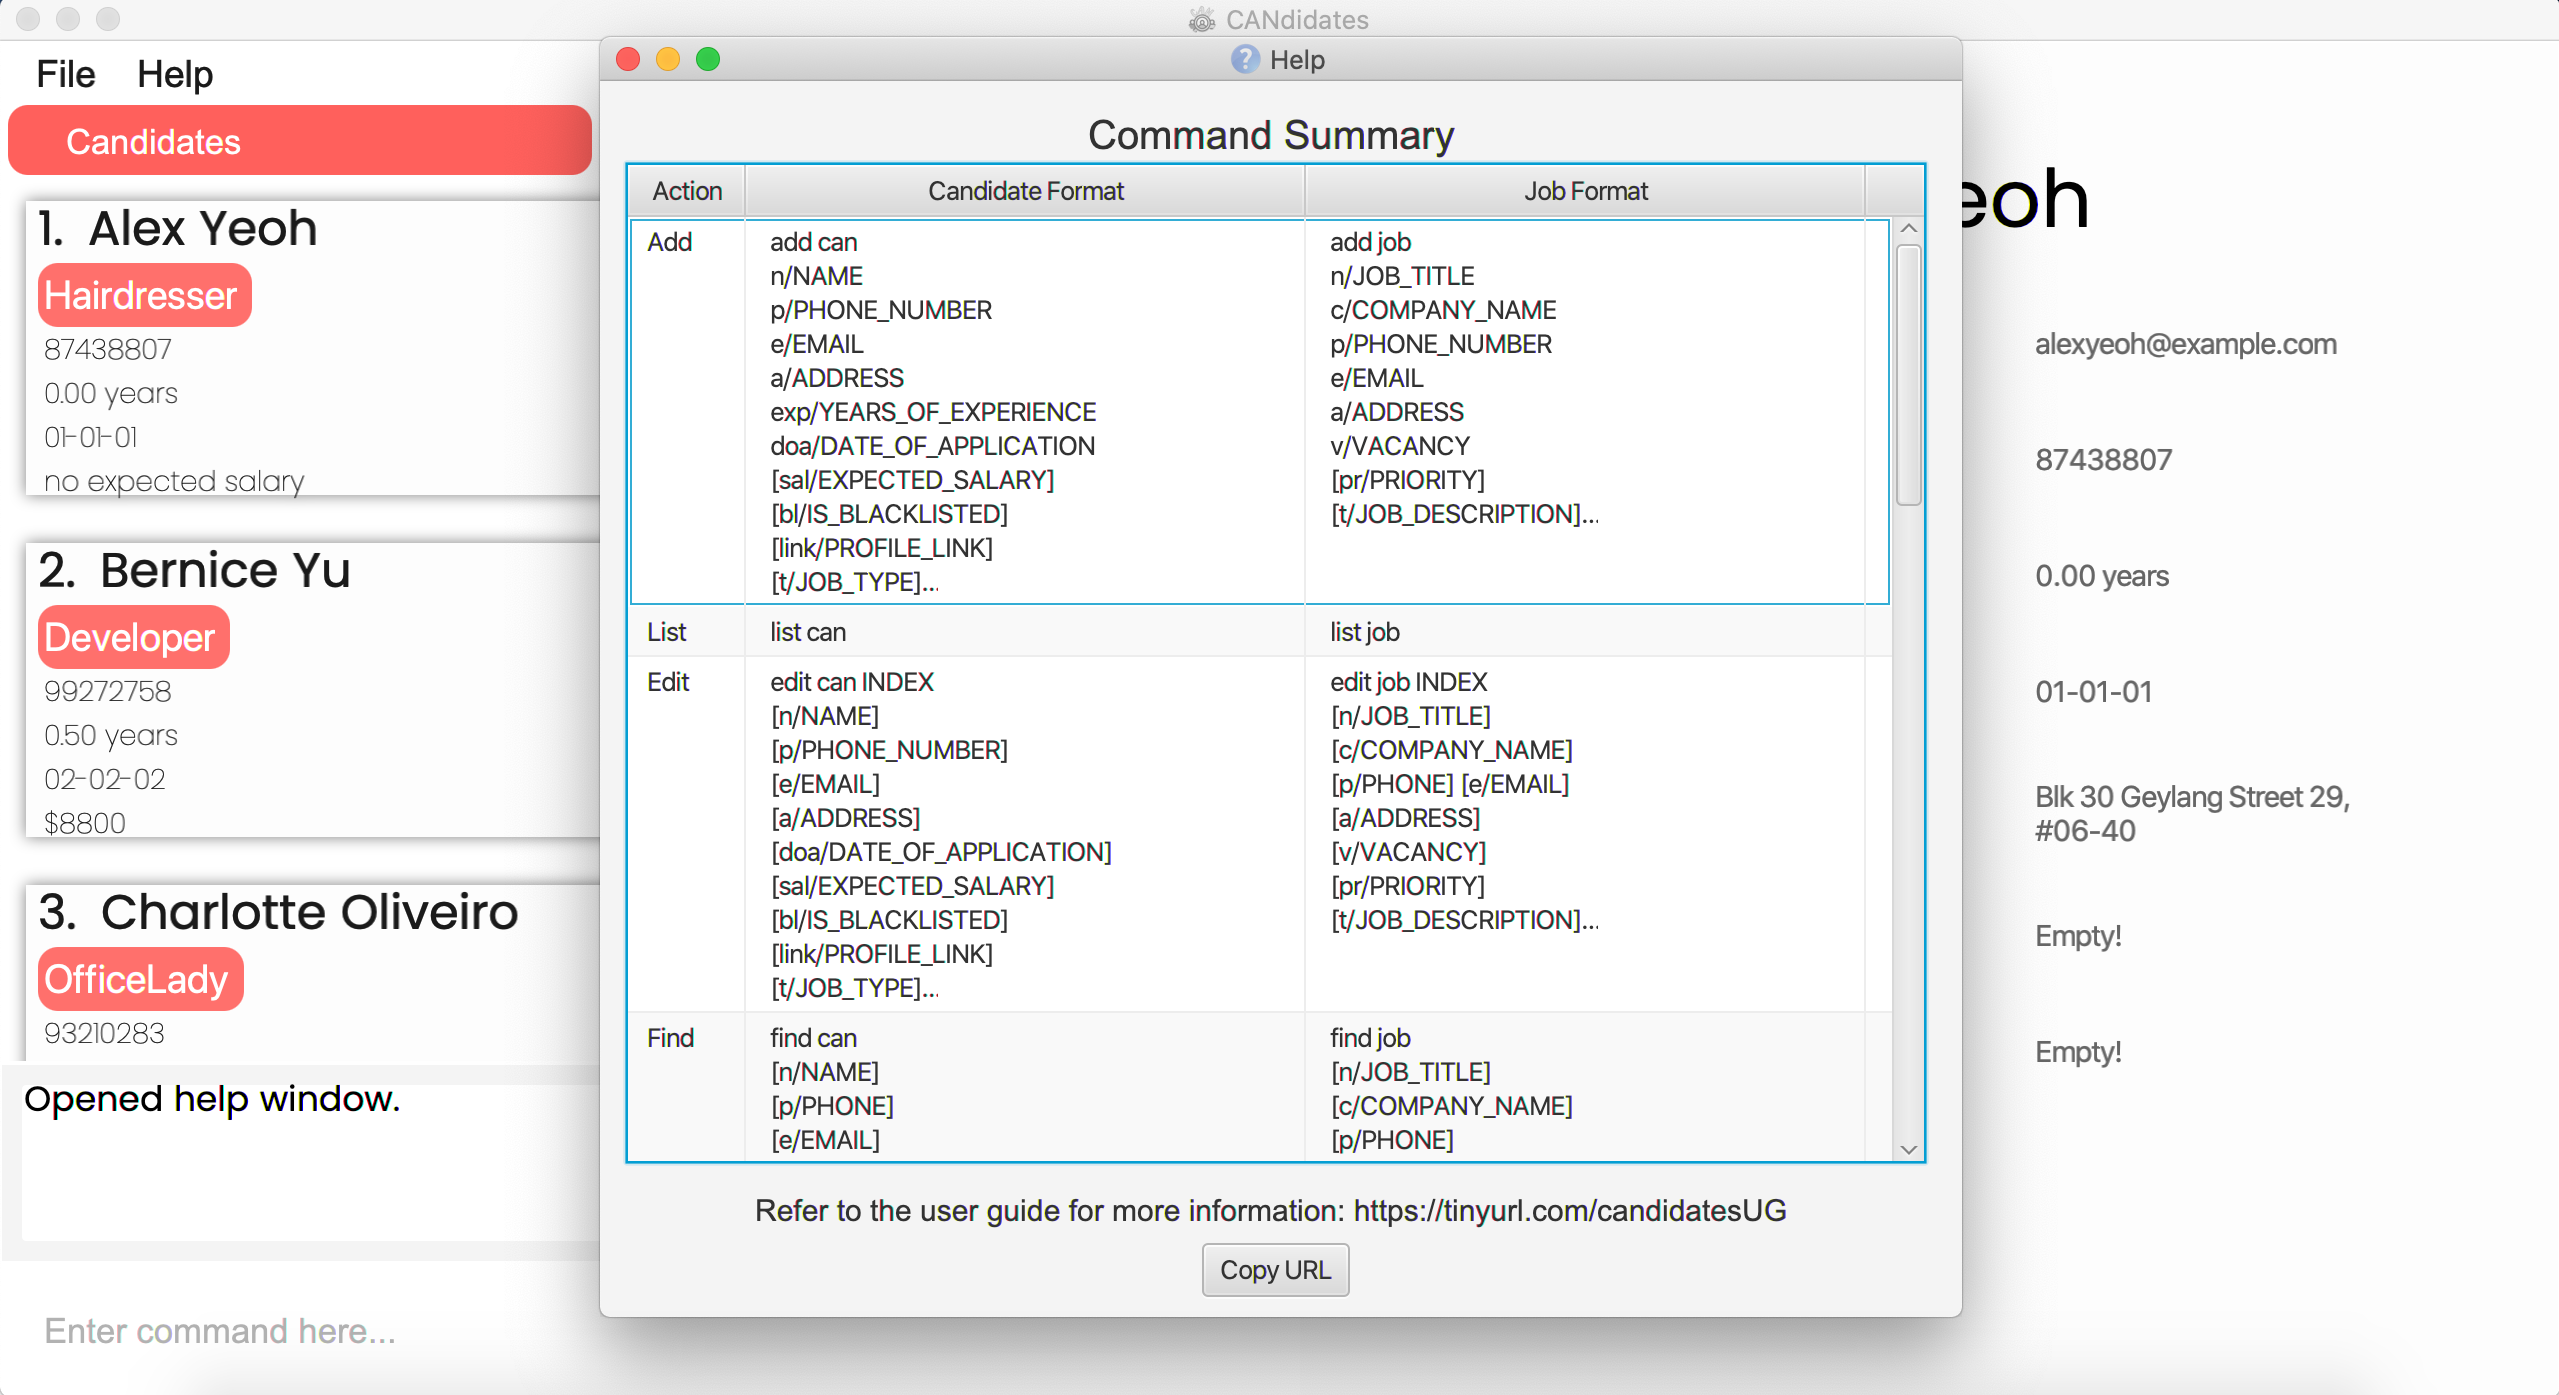 CANdidates
File Help
Candidates
1. Alex Yeoh
Hairdresser
87438807
0.00 years
01-01-01
no expected salary
2. Bernice Yu
Developer
99272758
0.50 years
02-02-02
$8800
3. Charlotte Oliveiro
OfficeLady
93210283
Opened help window.
Enter command here...
Help
Command Summary
Action Candidate Format Job Format
Add
add can
n/NAME
p/PHONE_NUMBER
e/EMAIL
a/ADDRESS
exp/YEARS_OF_EXPERIENCE
doa/DATE_OF_APPLICATION
[sal/EXPECTED_SALARY]
[bl/IS_BLACKLISTED]
[link/PROFILE_LINK]
[t/JOB_TYPE]...
add job
n/JOB_TITLE
c/COMPANY_NAME
p/PHONE_NUMBER
e/EMAIL
a/ADDRESS
v/VACANCY
[pr/PRIORITY]
[t/JOB_DESCRIPTION]...
List
list can
list job
Edit
edit can INDEX
[n/NAME]
[p/PHONE_NUMBER]
[e/EMAIL]
[a/ADDRESS]
[doa/DATE_OF_APPLICATION]
[sal/EXPECTED_SALARY]
[bl/IS_BLACKLISTED]
[link/PROFILE_LINK]
[t/JOB_TYPE]...
edit job INDEX
[n/JOB_TITLE]
[c/COMPANY_NAME]
[p/PHONE] [e/EMAIL]
[a/ADDRESS]
[v/VACANCY]
[pr/PRIORITY]
[t/JOB_DESCRIPTION]...
Find
find can
[n/NAME]
[p/PHONE]
[e/EMAIL]
find job
[n/JOB_TITLE]
[c/COMPANY_NAME]
[p/PHONE]
Refer to the user guide for more information: https://tinyurl.com/candidatesUG
Copy URL
eoh
alexyeoh@example.com
87438807
0.00 years
01-01-01
Blk 30 Geylang Street 29,
#06-40
Empty!
Empty!